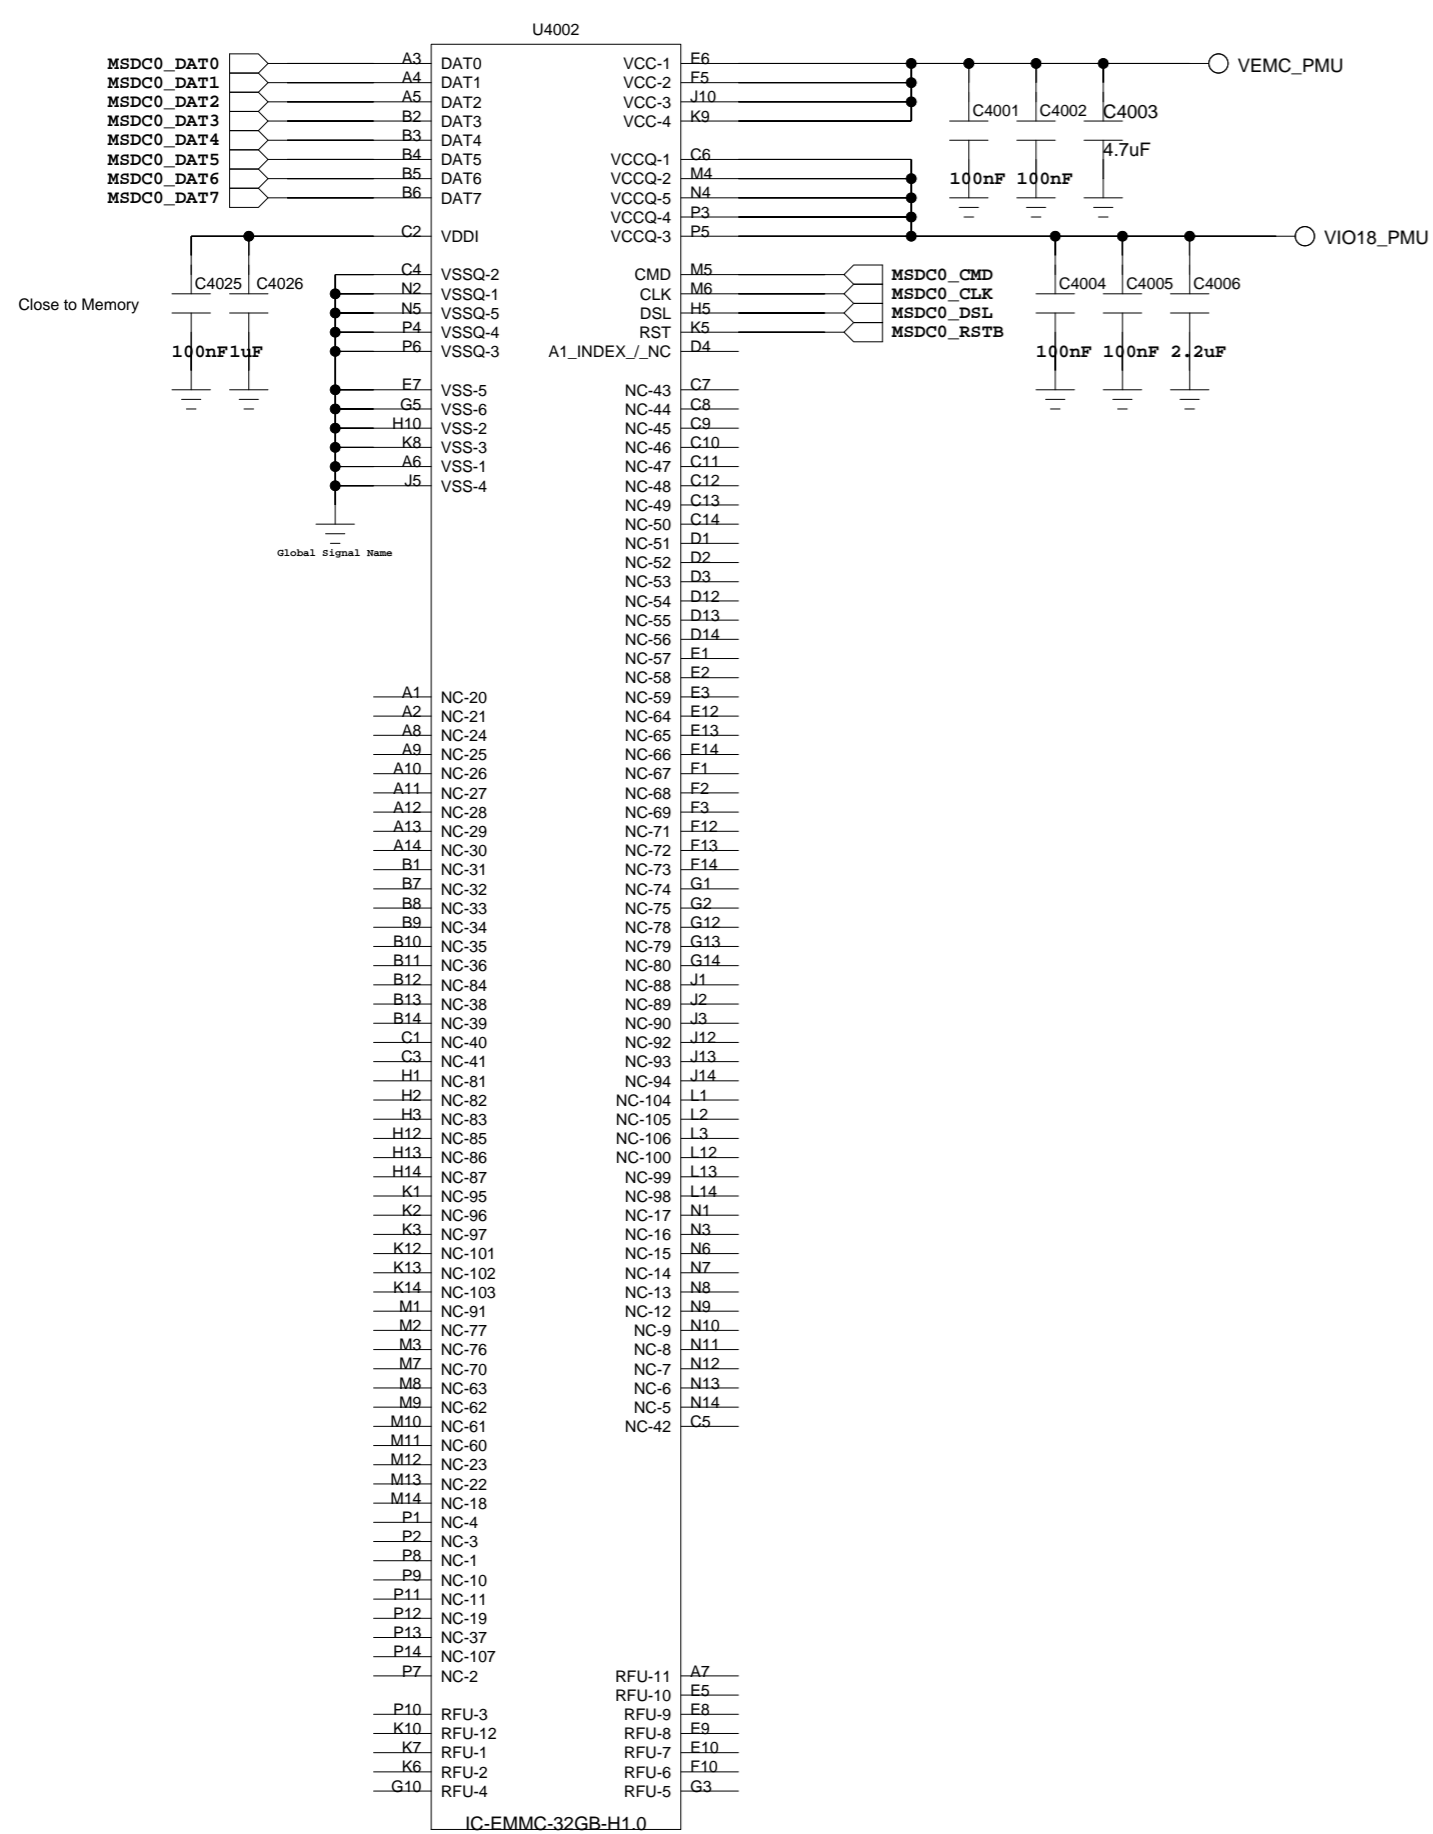 U4002
MSDC0_DAT0 A3 DAT0 VCC-1 E6 VEMC_PMU
MSDC0_DAT1 A4 DAT1 VCC-2 F5
MSDC0_DAT2 A5 DAT2 VCC-3 J10
MSDC0_DAT3 B2 DAT3 VCC-4 K9 C4001 C4002 C4003
MSDC0_DAT4 B3 DAT4 4.7uF
MSDC0_DAT5 B4 DAT5 VCCQ-1 C6
MSDC0_DAT6 B5 DAT6 VCCQ-2 M4 100nF 100nF
MSDC0_DAT7 B6 DAT7 VCCQ-5 N4
VCCQ-4 P3
C2 VDDI VCCQ-3 P5 VIO18_PMU
C4 VSSQ-2 CMD M5 MSDC0_CMD
C4025 C4026 N2 VSSQ-1 CLK M6 MSDC0_CLK C4004 C4005 C4006
Close to Memory N5 VSSQ-5 DSL H5 MSDC0_DSL
P4 VSSQ-4 RST K5 MSDC0_RSTB
100nF 1uF P6 VSSQ-3 A1_INDEX_/_NC D4 100nF 100nF 2.2uF
E7 VSS-5 NC-43 C7
G5 VSS-6 NC-44 C8
H10 VSS-2 NC-45 C9
K8 VSS-3 NC-46 C10
A6 VSS-1 NC-47 C11
J5 VSS-4 NC-48 C12
NC-49 C13
NC-50 C14
Global Signal Name NC-51 D1
NC-52 D2
NC-53 D3
NC-54 D12
NC-55 D13
NC-56 D14
NC-57 E1
NC-58 E2
A1 NC-20 NC-59 E3
A2 NC-21 NC-64 E12
A8 NC-24 NC-65 E13
A9 NC-25 NC-66 E14
A10 NC-26 NC-67 F1
A11 NC-27 NC-68 F2
A12 NC-28 NC-69 F3
A13 NC-29 NC-71 F12
A14 NC-30 NC-72 F13
B1 NC-31 NC-73 F14
B7 NC-32 NC-74 G1
B8 NC-33 NC-75 G2
B9 NC-34 NC-78 G12
B10 NC-35 NC-79 G13
B11 NC-36 NC-80 G14
B12 NC-84 NC-88 J1
B13 NC-38 NC-89 J2
B14 NC-39 NC-90 J3
C1 NC-40 NC-92 J12
C3 NC-41 NC-93 J13
H1 NC-81 NC-94 J14
H2 NC-82 NC-104 L1
H3 NC-83 NC-105 L2
H12 NC-85 NC-106 L3
H13 NC-86 NC-100 L12
H14 NC-87 NC-99 L13
K1 NC-95 NC-98 L14
K2 NC-96 NC-17 N1
K3 NC-97 NC-16 N3
K12 NC-101 NC-15 N6
K13 NC-102 NC-14 N7
K14 NC-103 NC-13 N8
M1 NC-91 NC-12 N9
M2 NC-77 NC-9 N10
M3 NC-76 NC-8 N11
M7 NC-70 NC-7 N12
M8 NC-63 NC-6 N13
M9 NC-62 NC-5 N14
M10 NC-61 NC-42 C5
M11 NC-60
M12 NC-23
M13 NC-22
M14 NC-18
P1 NC-4
P2 NC-3
P8 NC-1
P9 NC-10
P11 NC-11
P12 NC-19
P13 NC-37
P14 NC-107
P7 NC-2 RFU-11 A7
RFU-10 E5
P10 RFU-3 RFU-9 E8
K10 RFU-12 RFU-8 E9
K7 RFU-1 RFU-7 E10
K6 RFU-2 RFU-6 F10
G10 RFU-4 RFU-5 G3
IC-EMMC-32GB-H1.0